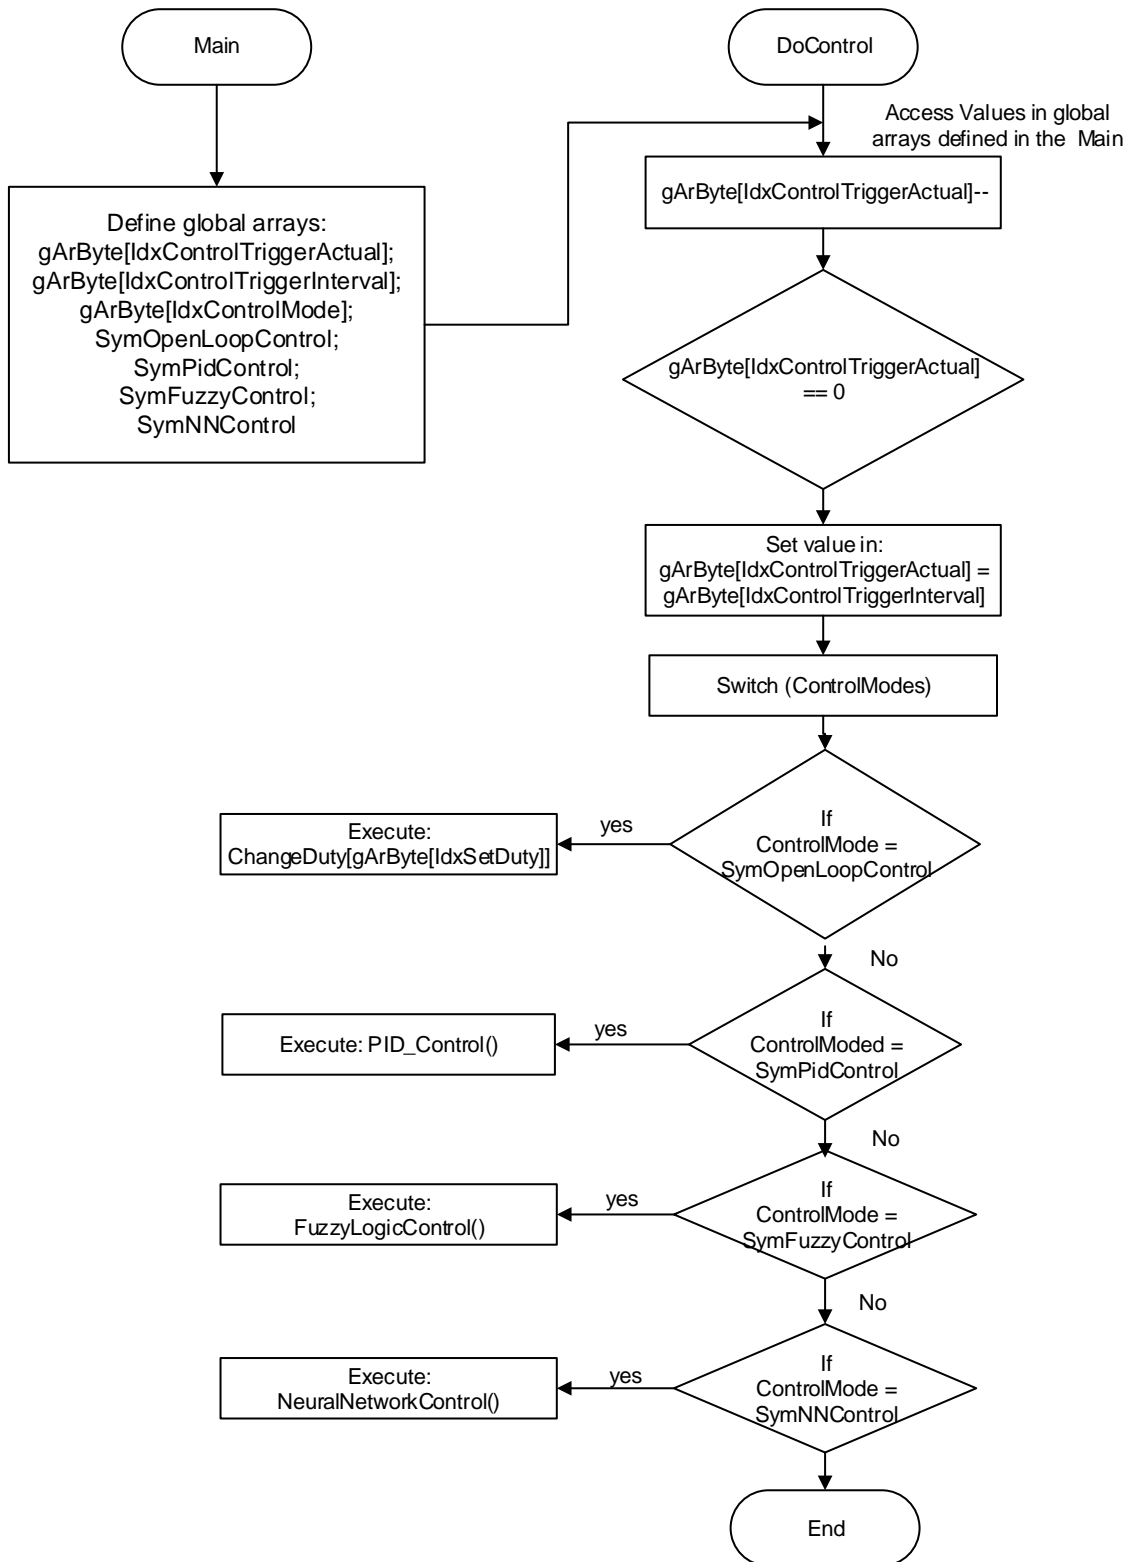 Main
DoControl
Access Values in global
arrays defined in the Main
Define global arrays:
gArByte[IdxControlTriggerActual];
gArByte[IdxControlTriggerInterval];
gArByte[IdxControlMode];
SymOpenLoopControl;
SymPidControl;
SymFuzzyControl;
SymNNControl
gArByte[IdxControlTriggerActual]--
gArByte[IdxControlTriggerActual]
== 0
Set value in:
gArByte[IdxControlTriggerActual] =
gArByte[IdxControlTriggerInterval]
Switch (ControlModes)
If
ControlMode =
SymOpenLoopControl
yes
Execute:
ChangeDuty[gArByte[IdxSetDuty]]
No
If
ControlModed =
SymPidControl
yes
Execute: PID_Control()
No
If
ControlMode =
SymFuzzyControl
yes
Execute:
FuzzyLogicControl()
No
If
ControlMode =
SymNNControl
yes
Execute:
NeuralNetworkControl()
End